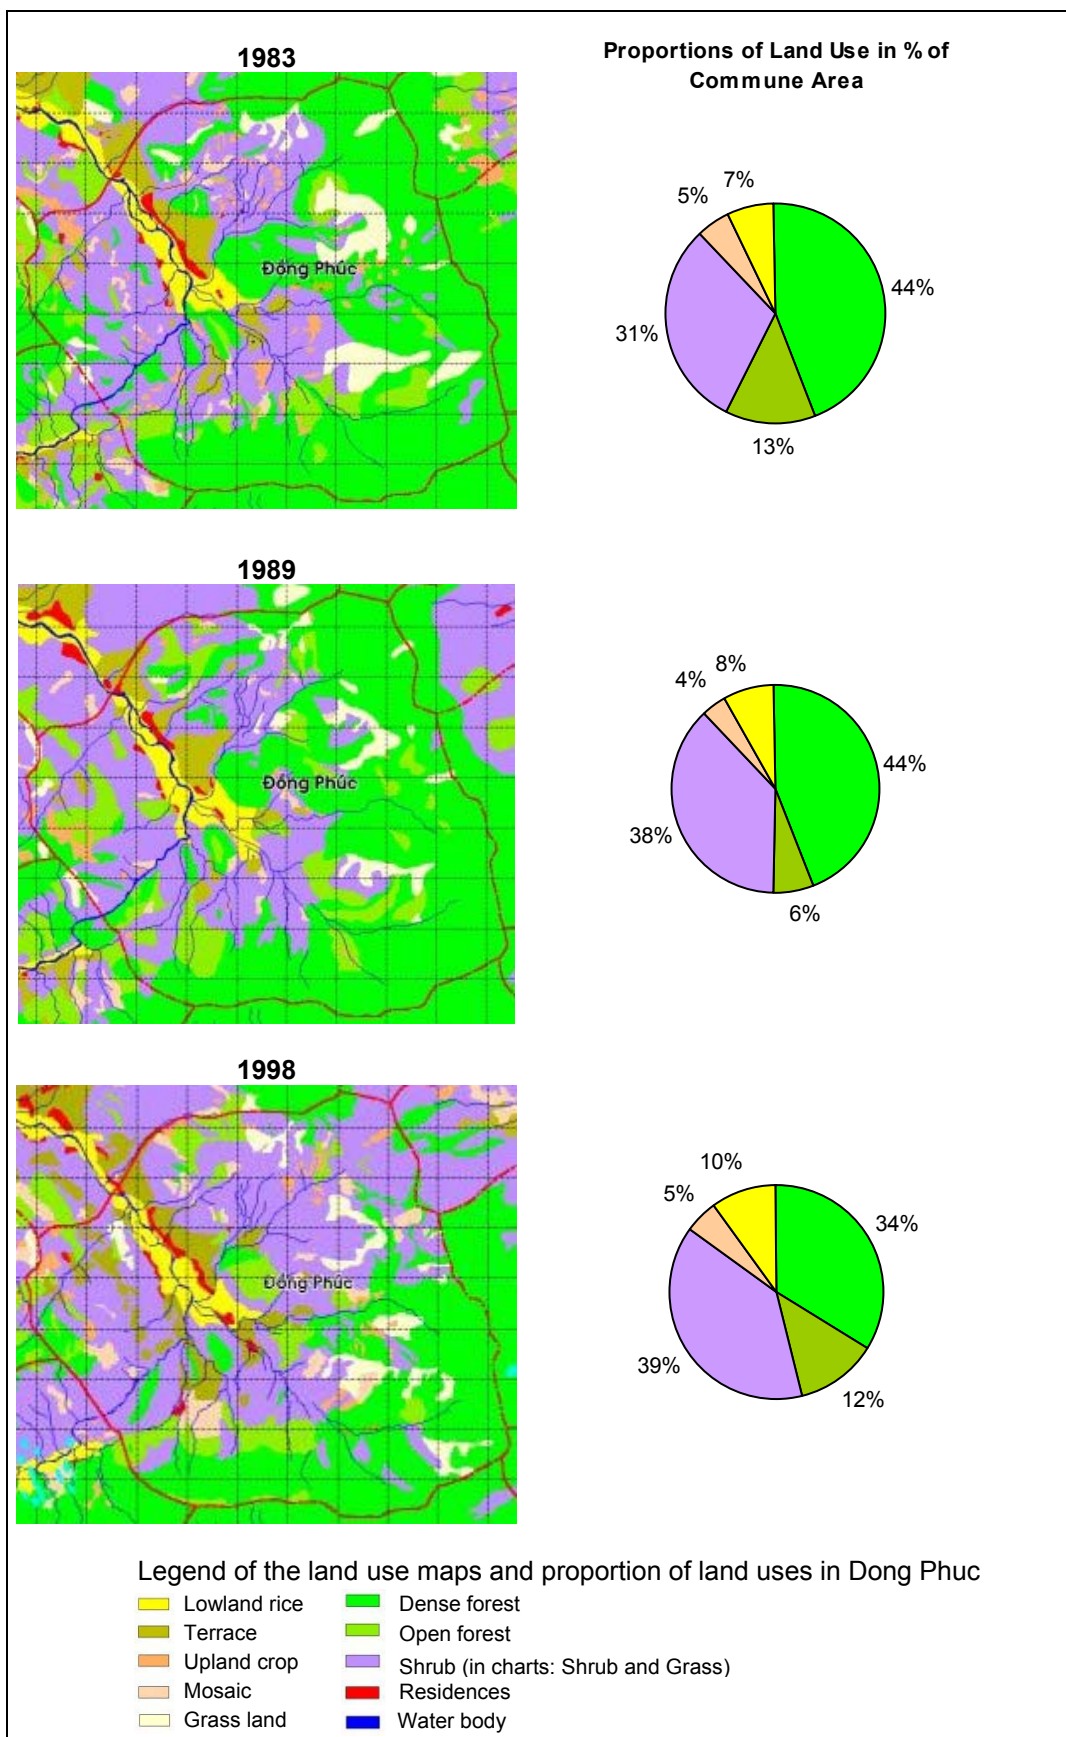 1983
Proportions of Land Use in % of
Commune Area
Đồng Phúc
5%
7%
44%
31%
13%
1989
Đồng Phúc
4%
8%
44%
38%
6%
1998
Đồng Phúc
5%
10%
34%
39%
12%
Legend of the land use maps and proportion of land uses in Dong Phuc
Lowland rice
Dense forest
Terrace
Open forest
Upland crop
Shrub (in charts: Shrub and Grass)
Mosaic
Residences
Grass land
Water body